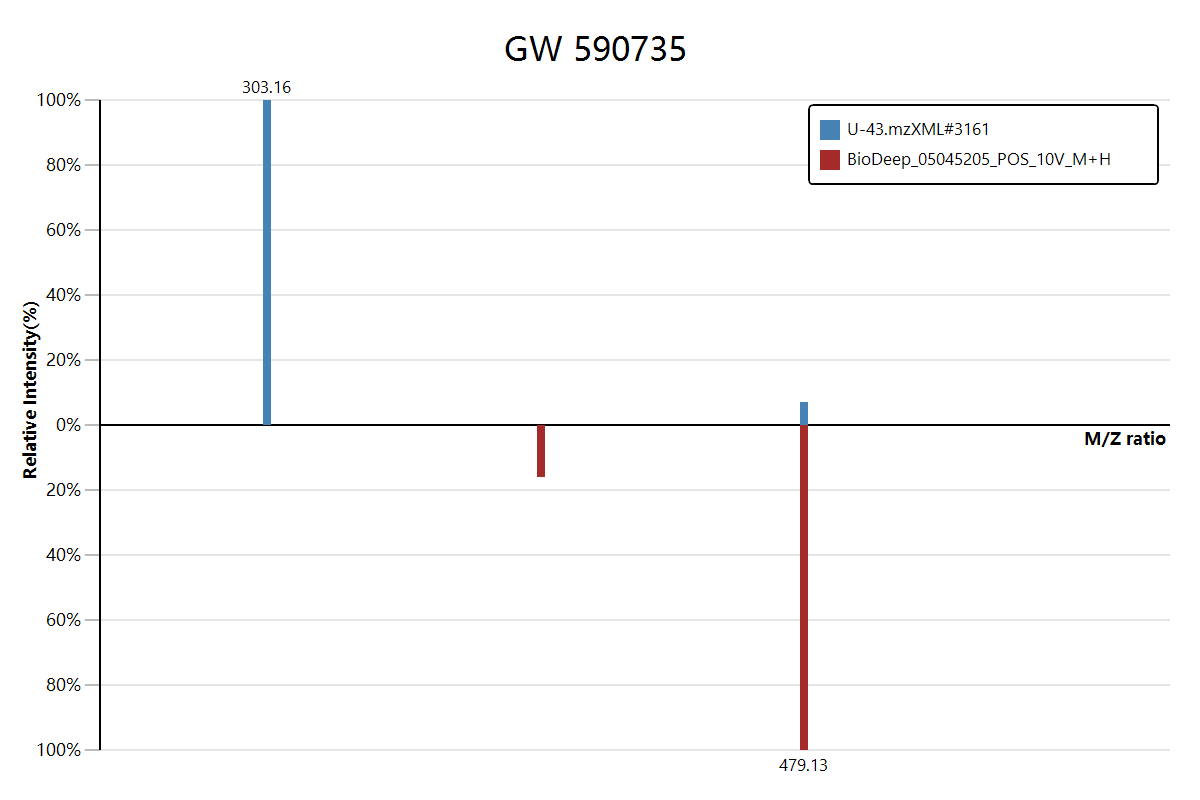 GW 590735
303.16
100%
80%
60%
40%
20%
0%
20%
40%
60%
80%
100%
Relative Intensity(%)
U-43.mzXML#3161
BioDeep_05045205_POS_10V_M+H
M/Z ratio
479.13